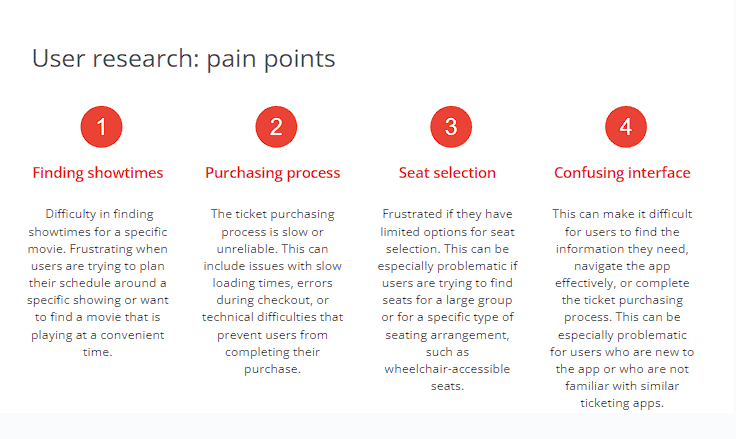 User research: pain points
1
Finding showtimes
Difficulty in finding
showtimes for a specific
movie. Frustrating when
users are trying to plan
their schedule around a
specific showing or want
to find a movie that is
playing at a convenient
time.
2
Purchasing process
The ticket purchasing
process is slow or
unreliable. This can
include issues with slow
loading times, errors
during checkout, or
technical difficulties that
prevent users from
completing their
purchase.
3
Seat selection
Frustrated if they have
limited options for seat
selection. This can be
especially problematic if
users are trying to find
seats for a large group
or for a specific type of
seating arrangement,
such as
wheelchair-accessible
seats.
4
Confusing interface
This can make it difficult
for users to find the
information they need,
navigate the app
effectively, or complete
the ticket purchasing
process. This can be
especially problematic
for users who are new to
the app or who are not
familiar with similar
ticketing apps.